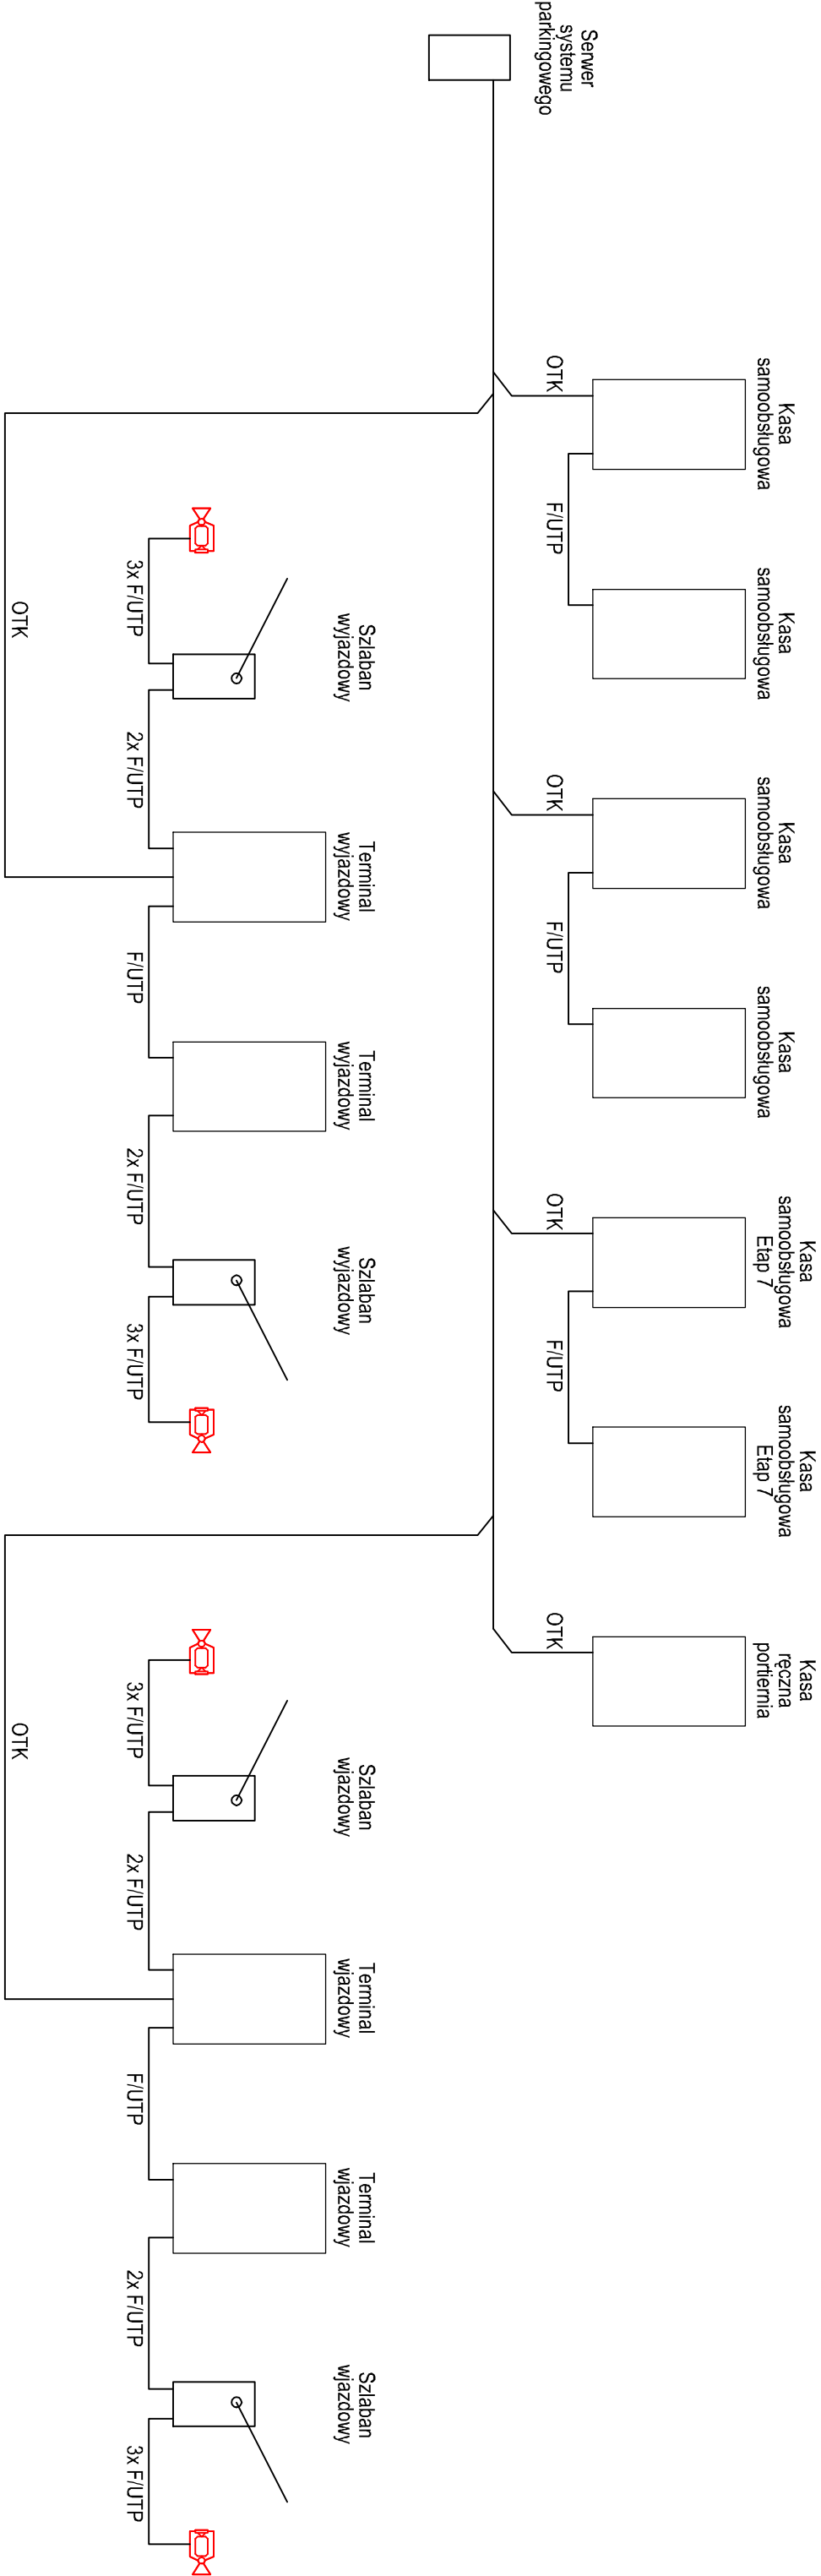 Serwer
systemu
parkingowego
Kasa
samoobsługowa
OTK
F/UTP
Kasa
samoobsługowa
Kasa
samoobsługowa
OTK
F/UTP
Kasa
samoobsługowa
Kasa
samoobsługowa
Etap 7
OTK
F/UTP
Kasa
samoobsługowa
Etap 7
Kasa
ręczna
portiernia
OTK
OTK
3x F/UTP
Szlaban
wyjazdowy
2x F/UTP
Terminal
wyjazdowy
F/UTP
Terminal
wyjazdowy
2x F/UTP
Szlaban
wyjazdowy
3x F/UTP
OTK
3x F/UTP
Szlaban
wjazdowy
2x F/UTP
Terminal
wjazdowy
F/UTP
Terminal
wjazdowy
2x F/UTP
Szlaban
wjazdowy
3x F/UTP